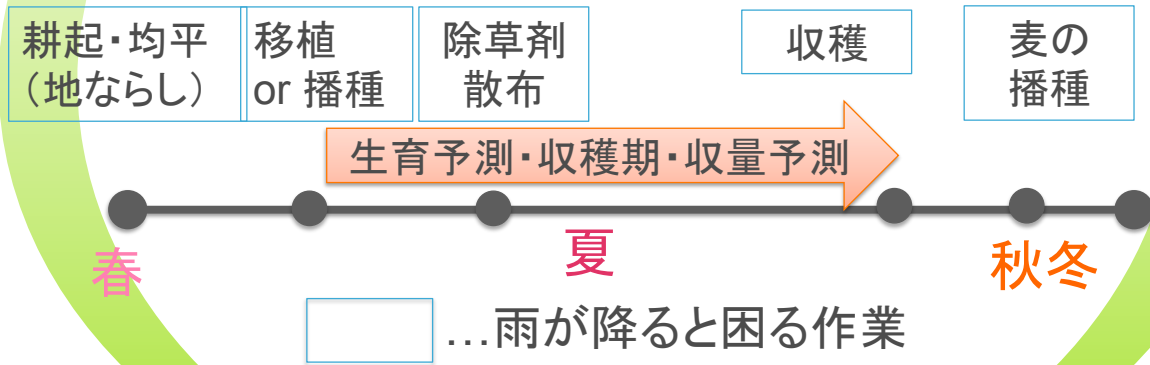 耕起・均平
(地ならし)
移植
or 播種
除草剤
散布
収穫
麦の
播種
生育予測・収穫期・収量予測
春
夏
秋冬
…雨が降ると困る作業